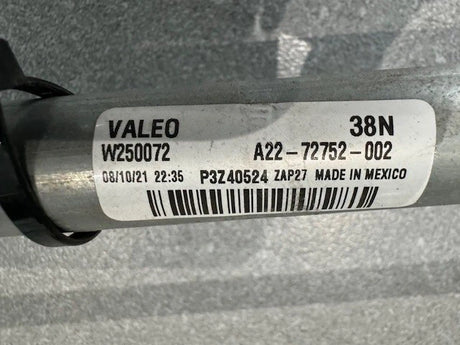 VALEO 38N
W250072 A22-72752-002
08/10/21 22:35 P3Z40524 ZAP27 MADE IN MEXICO